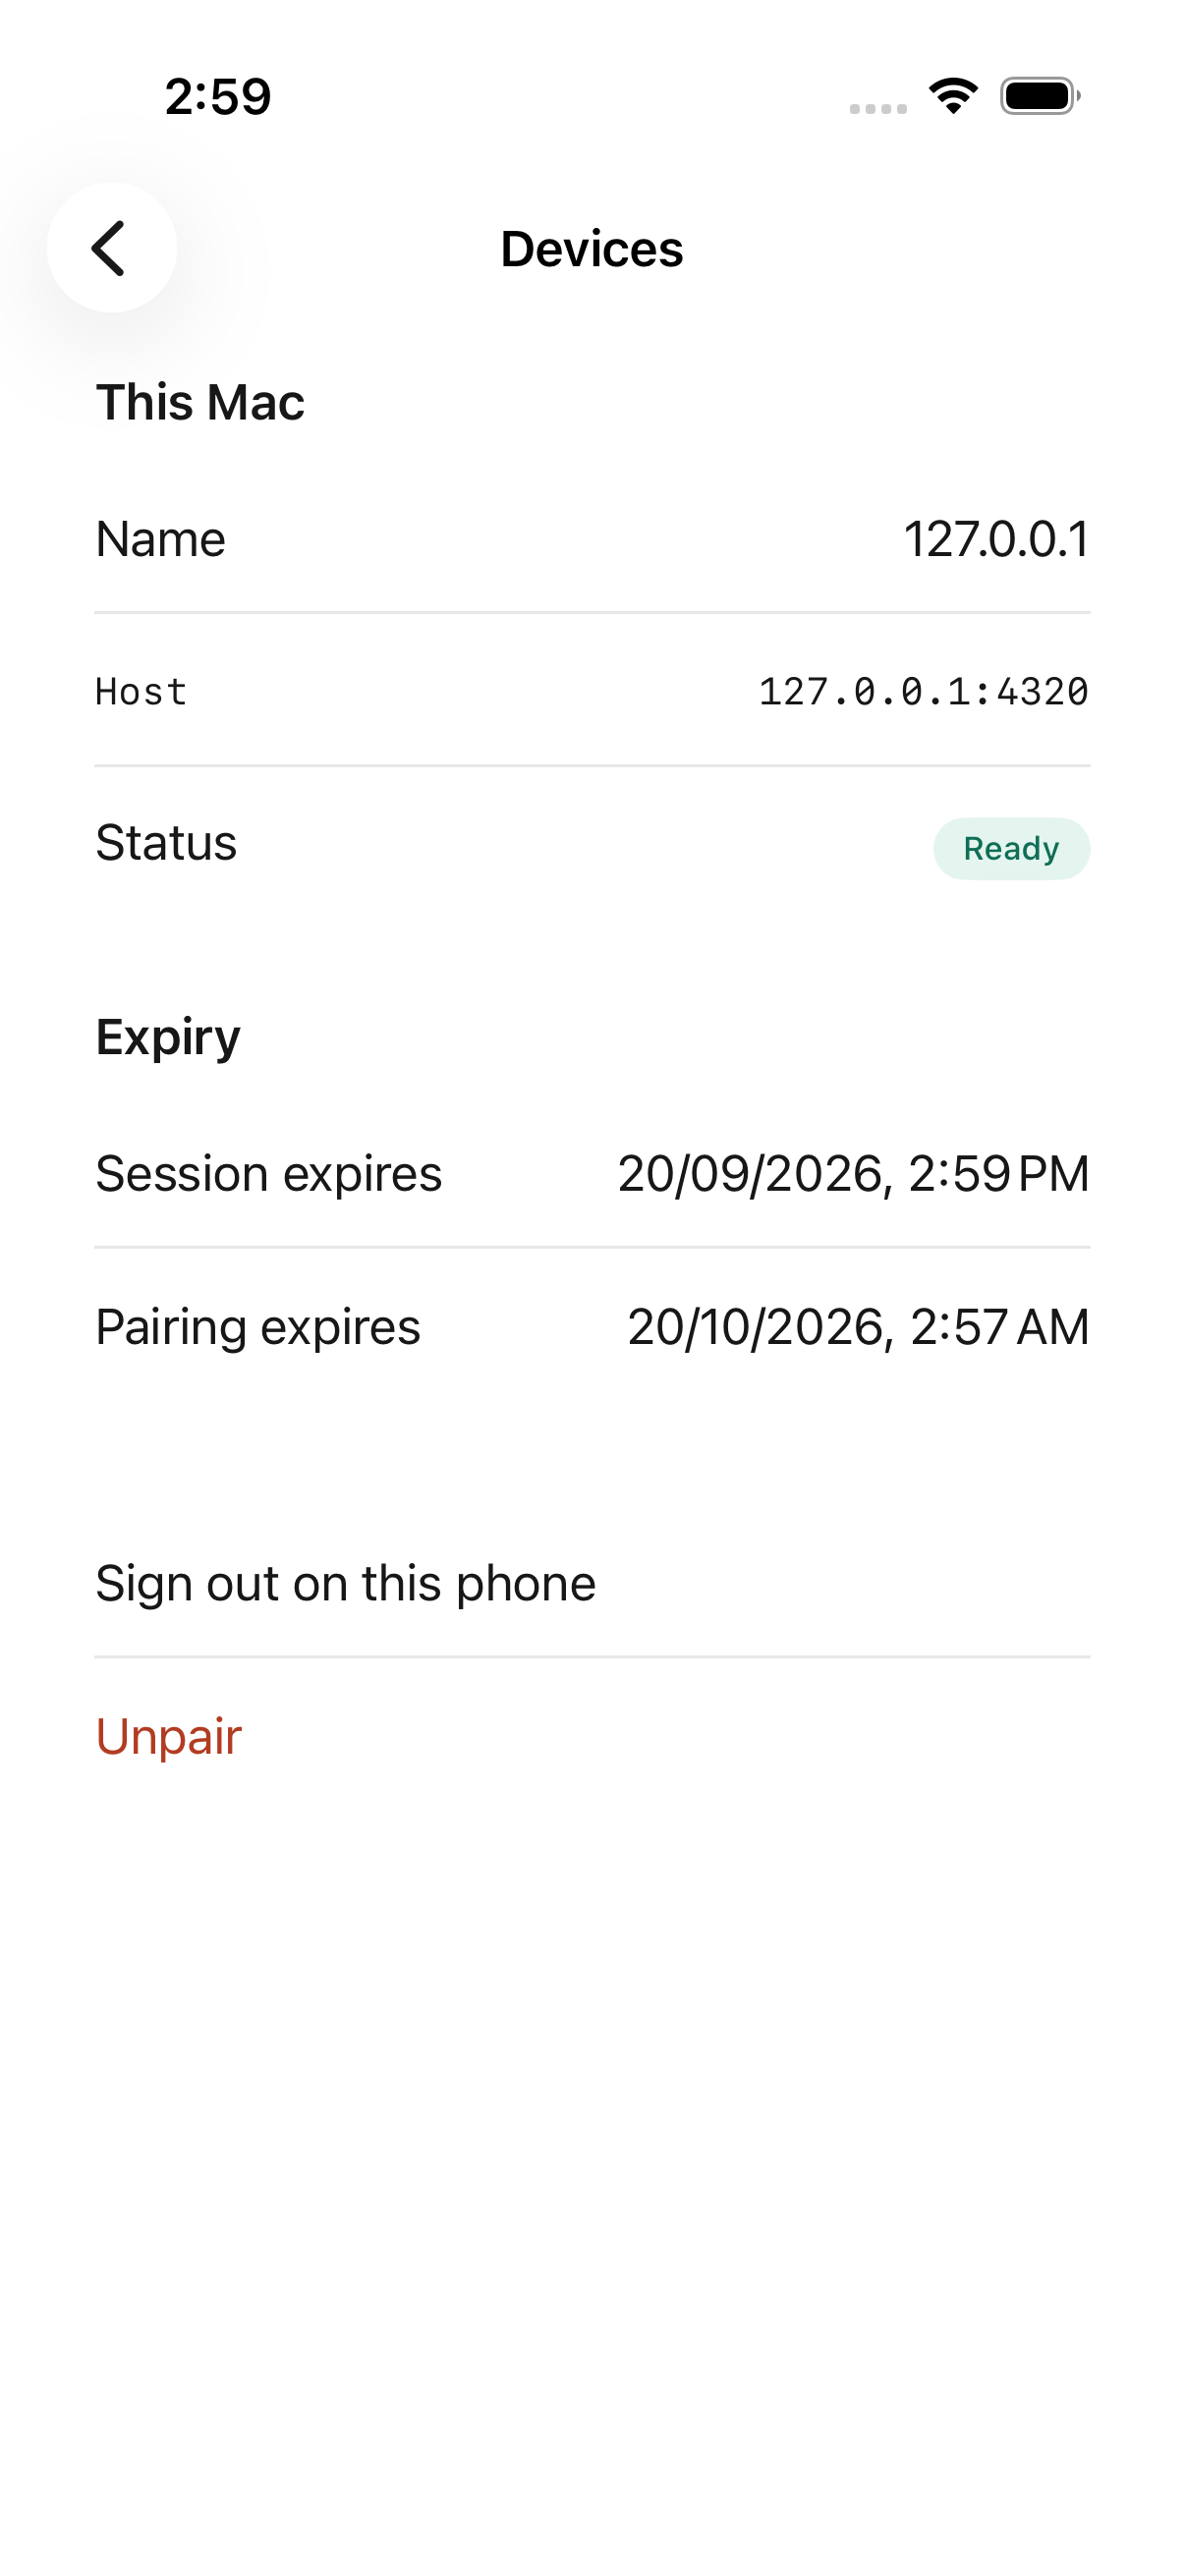 2:59
Devices
This Mac
Name 127.0.0.1
Host 127.0.0.1:4320
Status Ready
Expiry
Session expires 20/09/2026, 2:59 PM
Pairing expires 20/10/2026, 2:57 AM
Sign out on this phone
Unpair